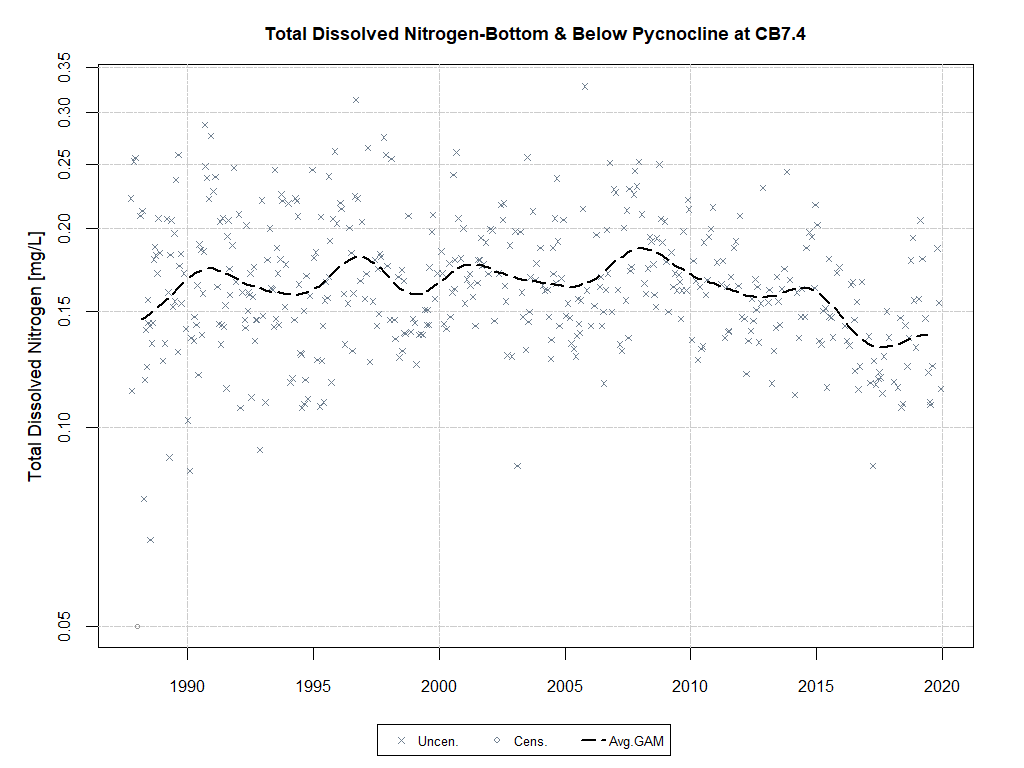 Total Dissolved Nitrogen-Bottom & Below Pycnocline at CB7.4
Total Dissolved Nitrogen [mg/L]
0.35
0.30
0.25
0.20
0.15
0.10
0.05
1990 1995 2000 2005 2010 2015 2020
Uncen. Cens. Avg.GAM